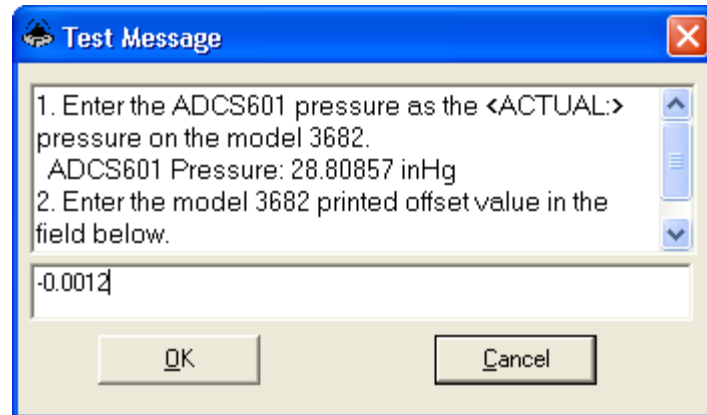 Test Message
1. Enter the ADCS601 pressure as the <ACTUAL:>
pressure on the model 3682.
ADCS601 Pressure: 28.80857 inHg
2. Enter the model 3682 printed offset value in the
field below.
-0.0012
OK
Cancel